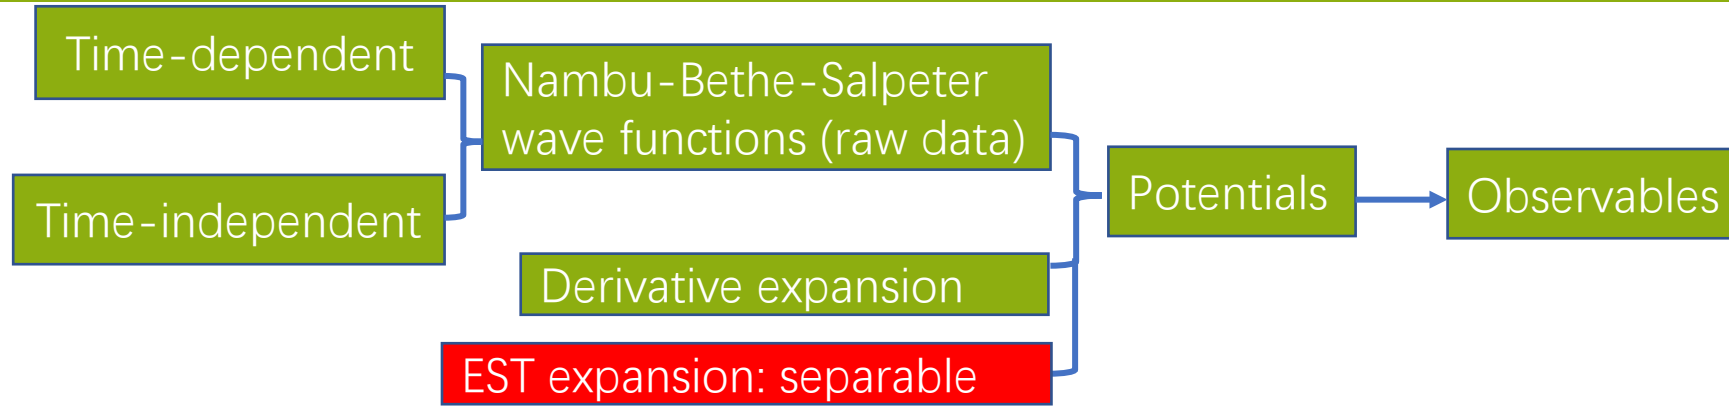 Time-dependent
Nambu-Bethe-Salpeter
wave functions (raw data)
Time-independent
Potentials
Observables
Derivative expansion
EST expansion: separable